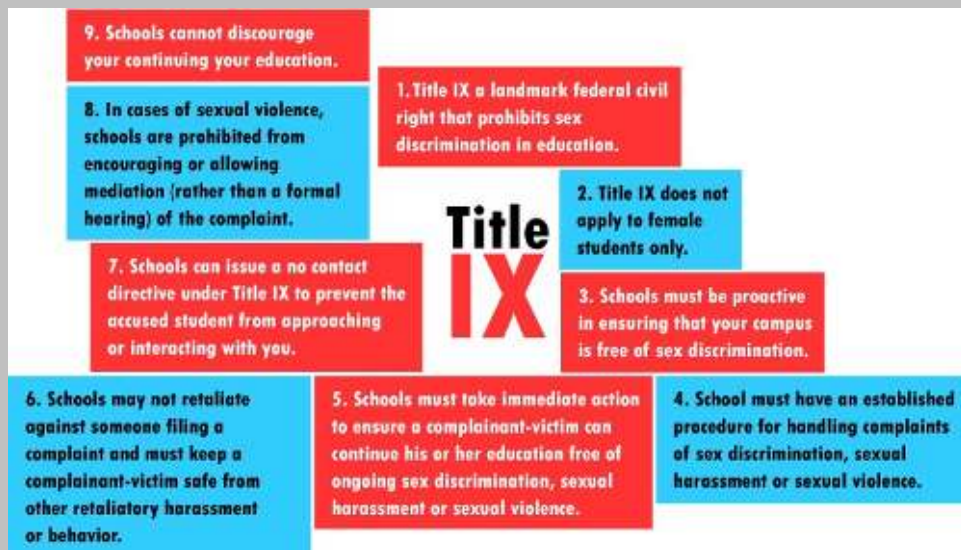 9. Schools cannot discourage
your continuing your education.
1. Title IX a landmark federal civil
right that prohibits sex
discrimination in education.
8. In cases of sexual violence,
schools are prohibited from
encouraging or allowing
mediation (rather than a formal
hearing) of the complaint.
2. Title IX does not
apply to female
students only.
Title
IX
7. Schools can issue a no contact
directive under Title IX to prevent the
accused student from approaching
or interacting with you.
3. Schools must be proactive
in ensuring that your campus
is free of sex discrimination.
6. Schools may not retaliate
against someone filing a
complaint and must keep a
complainant-victim safe from
other retaliatory harassment
or behavior.
5. Schools must take immediate action
to ensure a complainant-victim can
continue his or her education free of
ongoing sex discrimination, sexual
harassment or sexual violence.
4. School must have an established
procedure for handling complaints
of sex discrimination, sexual
harassment or sexual violence.